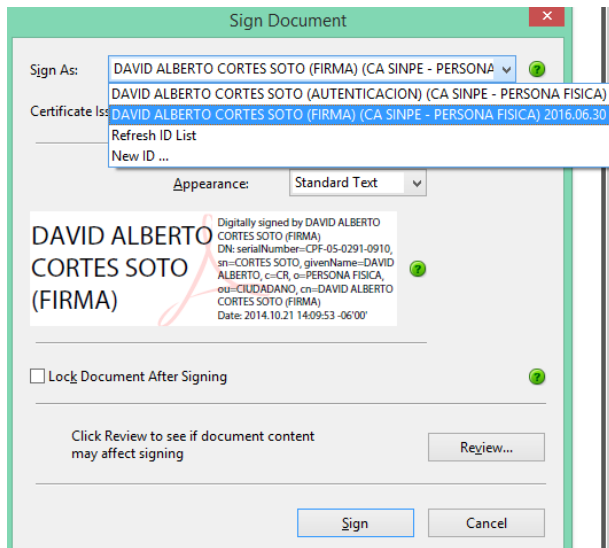 Sign Document
Sign As:
DAVID ALBERTO CORTES SOTO (FIRMA) (CA SINPE - PERSONA
DAVID ALBERTO CORTES SOTO (AUTENTICACION) (CA SINPE - PERSONA FISICA)
Certificate Iss
DAVID ALBERTO CORTES SOTO (FIRMA) (CA SINPE - PERSONA FISICA) 2016.06.30
Refresh ID List
New ID ...
Appearance:
Standard Text
DAVID ALBERTO
CORTES SOTO
(FIRMA)
Digitally signed by DAVID ALBERTO
CORTES SOTO (FIRMA)
DN: serialNumber=CPF-05-0291-0910,
sn=CORTES SOTO, givenName=DAVID
ALBERTO, c=CR, o=PERSONA FISICA,
ou=CIUDADANO, cn=DAVID ALBERTO
CORTES SOTO (FIRMA)
Date: 2014.10.21 14:09:53 -06'00'
Lock Document After Signing
Click Review to see if document content
may affect signing
Review...
Sign
Cancel